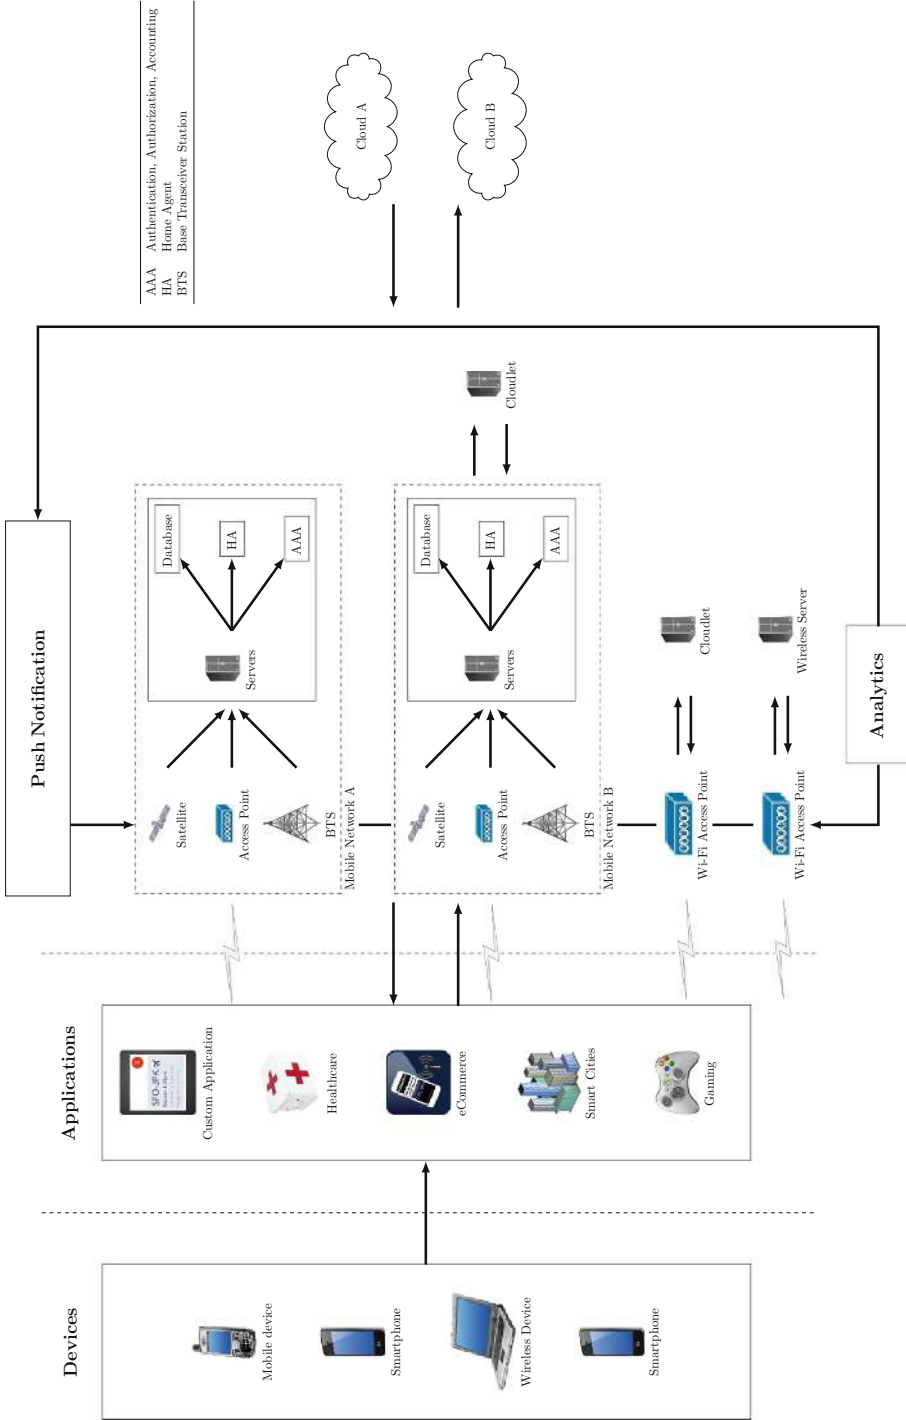 Devices
Mobile device
Smartphone
Wireless Device
Smartphone
Applications
SFO-JFK
Custom Application
Healthcare
eCommerce
Smart Cities
Gaming
Push Notification
Satellite
Access Point
BTS
Mobile Network A
Servers
Database
HA
AAA
Satellite
Access Point
BTS
Mobile Network B
Servers
Database
HA
AAA
Cloudlet
Wi-Fi Access Point
Cloudlet
Wi-Fi Access Point
Wireless Server
Analytics
AAA Authentication, Authorization, Accounting
HA Home Agent
BTS Base Transceiver Station
Cloud A
Cloud B